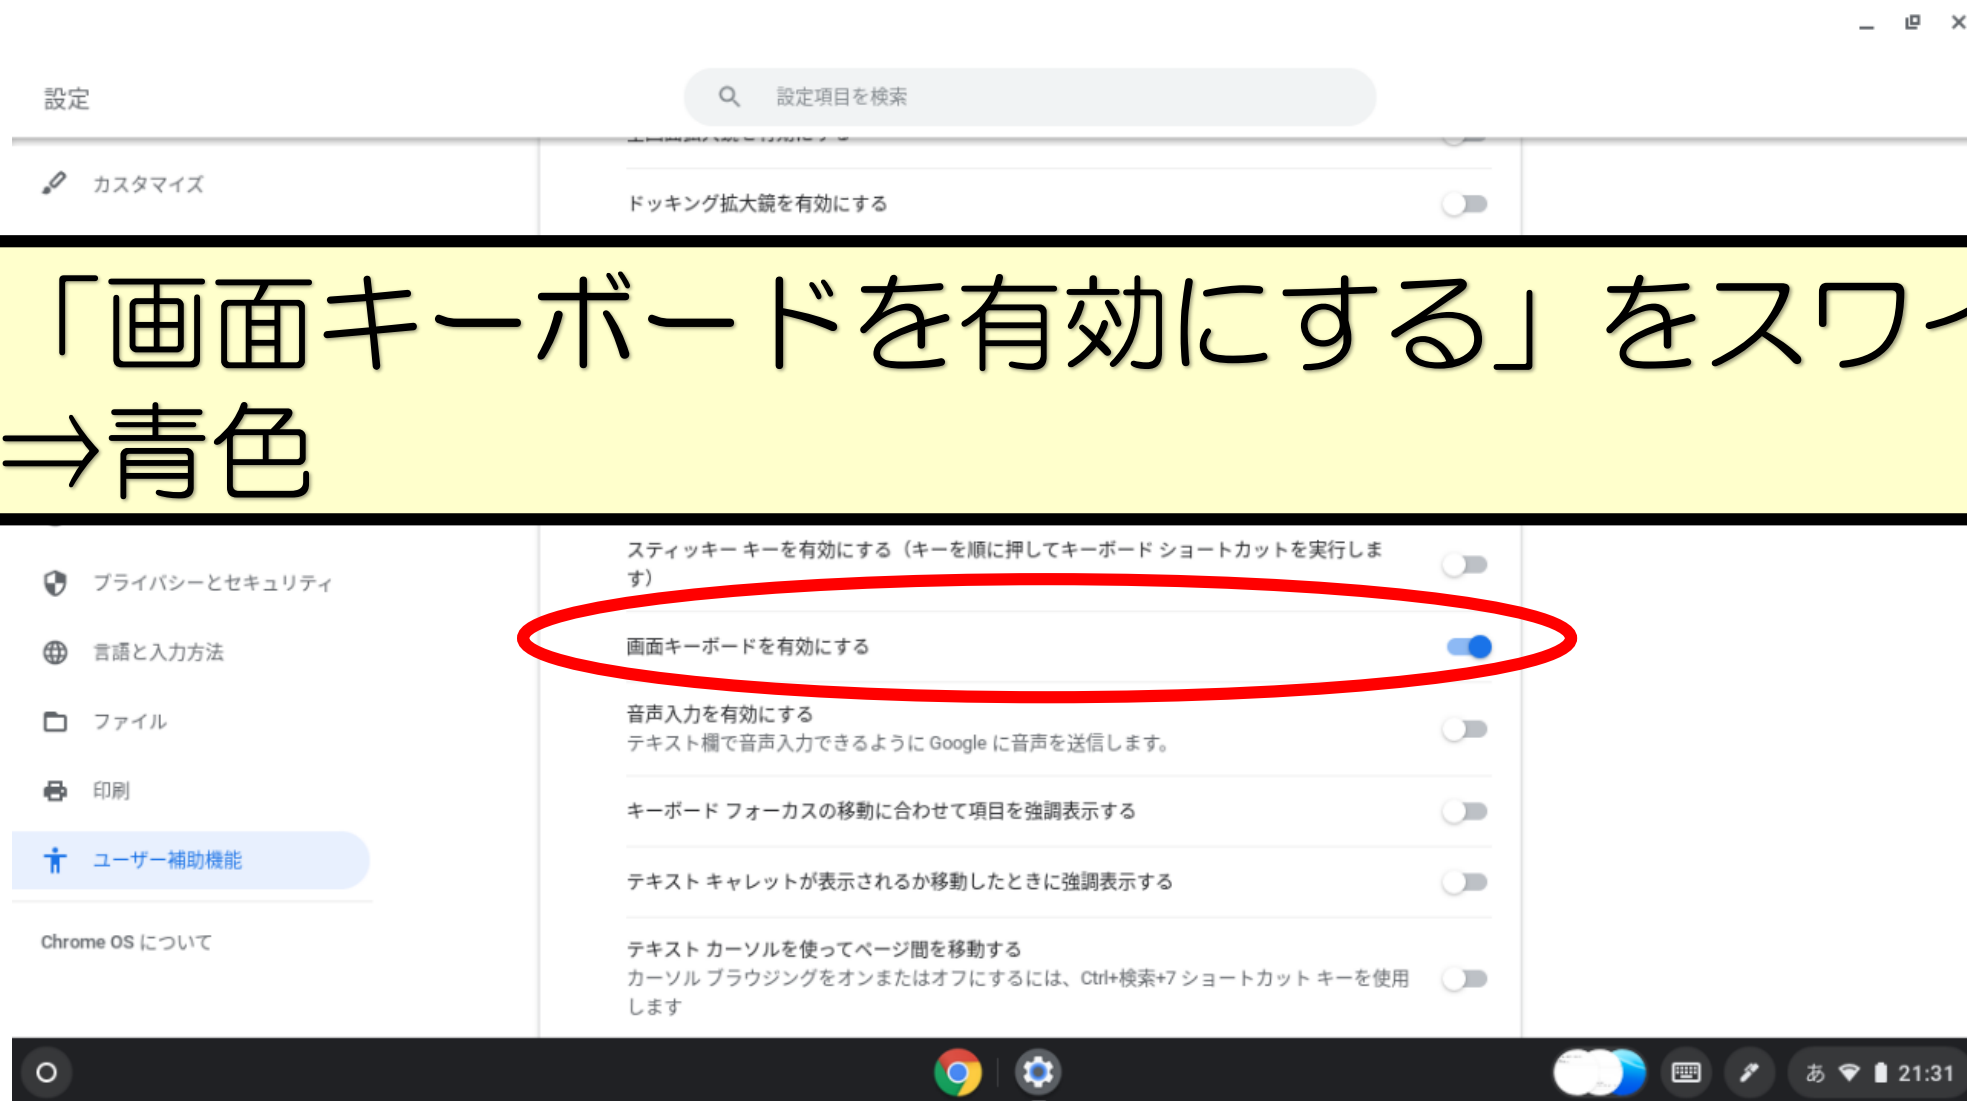 設定
設定項目を検索
カスタマイズ
ドッキング拡大鏡を有効にする
「画面キーボードを有効にする」をスワイ
⇒青色
スティッキー キーを有効にする（キーを順に押してキーボード ショートカットを実行しま
す）
プライバシーとセキュリティ
画面キーボードを有効にする
言語と入力方法
音声入力を有効にする
テキスト欄で音声入力できるように Google に音声を送信します。
ファイル
印刷
キーボード フォーカスの移動に合わせて項目を強調表示する
ユーザー補助機能
テキスト キャレットが表示されるか移動したときに強調表示する
Chrome OS について
テキスト カーソルを使ってページ間を移動する
カーソル ブラウジングをオンまたはオフにするには、Ctrl+検索+7 ショートカット キーを使用
します
あ 21:31